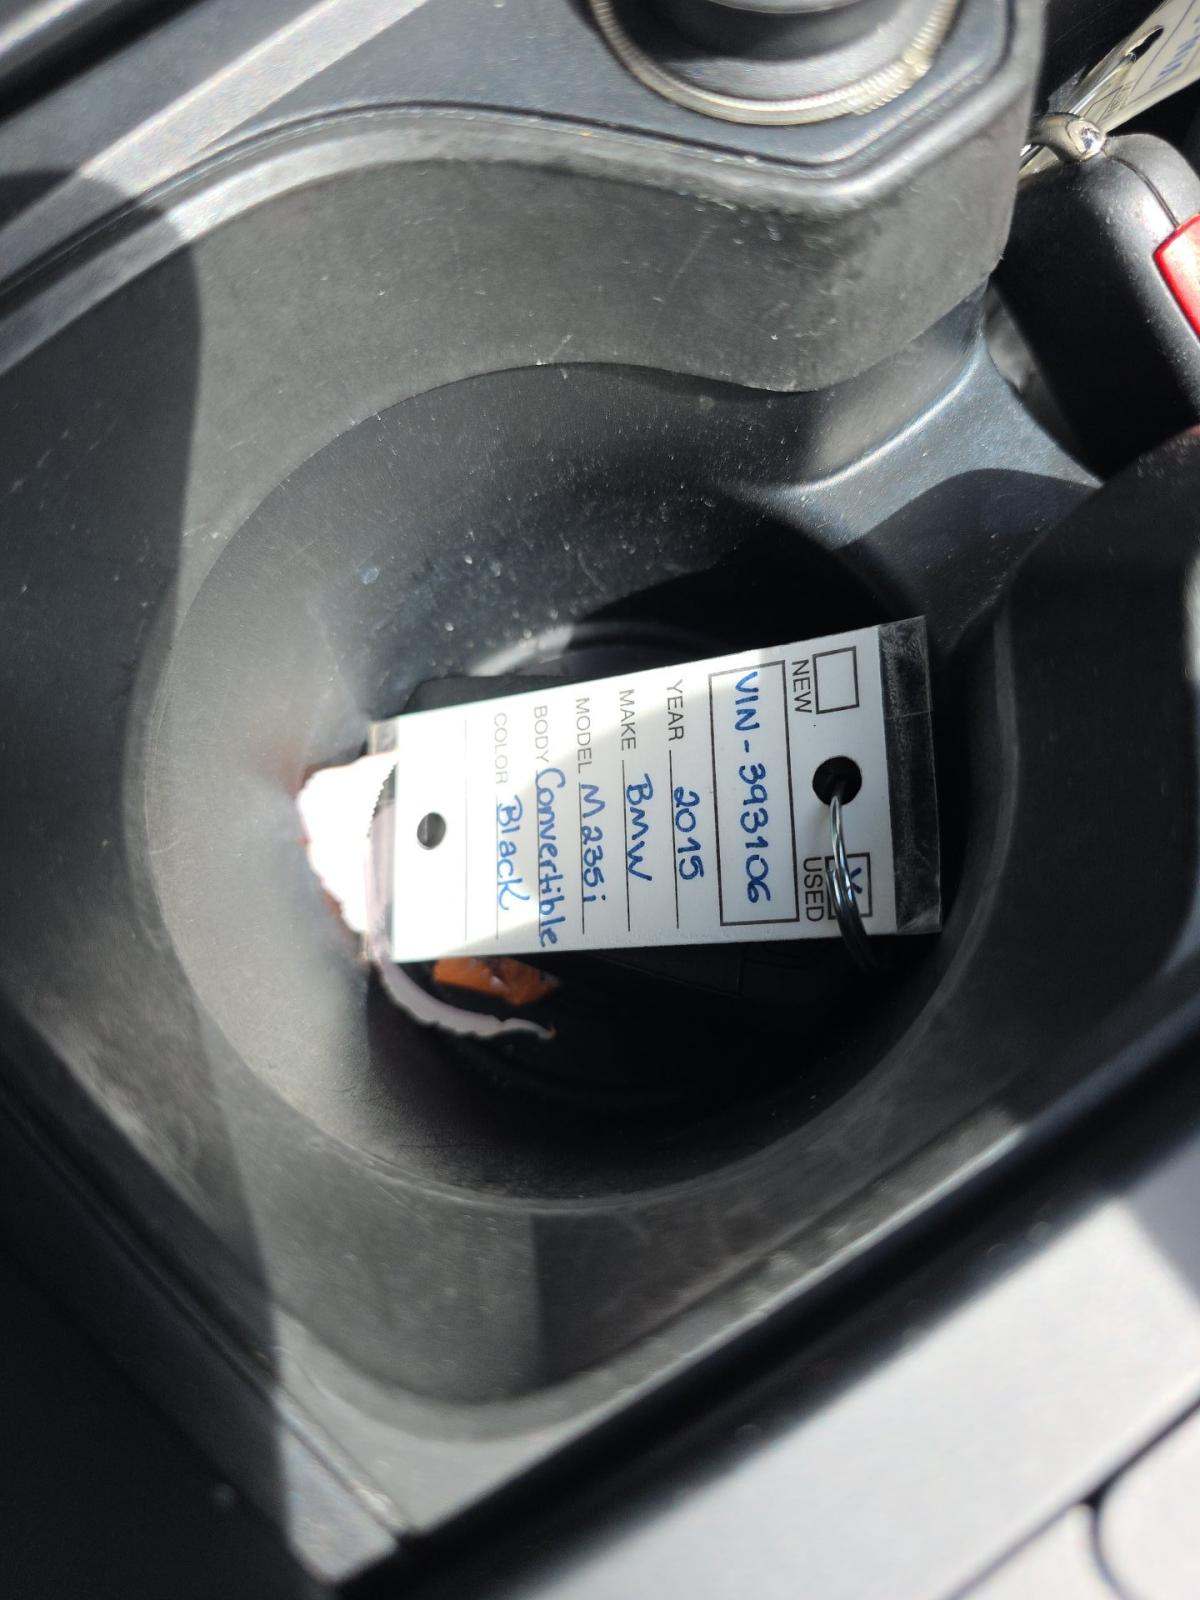 NEW
X USED
VIN - 393106
YEAR 2015
MAKE BMW
MODEL M235i
BODY Convertible
COLOR Black